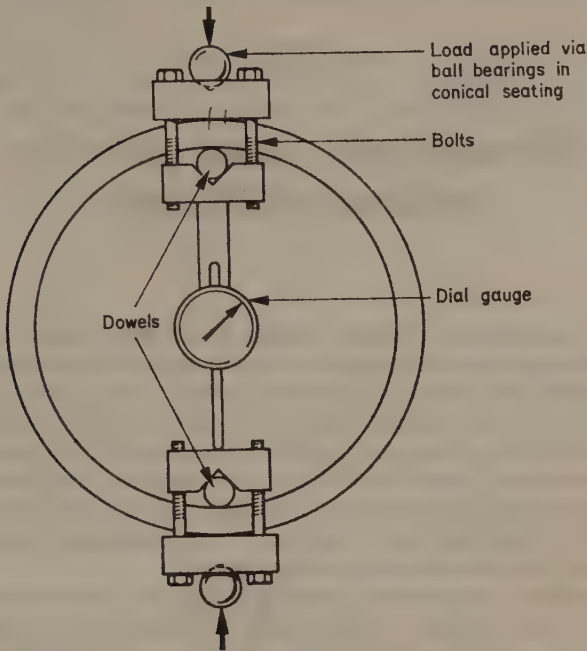 Load applied via
ball bearings in
conical seating
Bolts
Dial gauge
Dowels